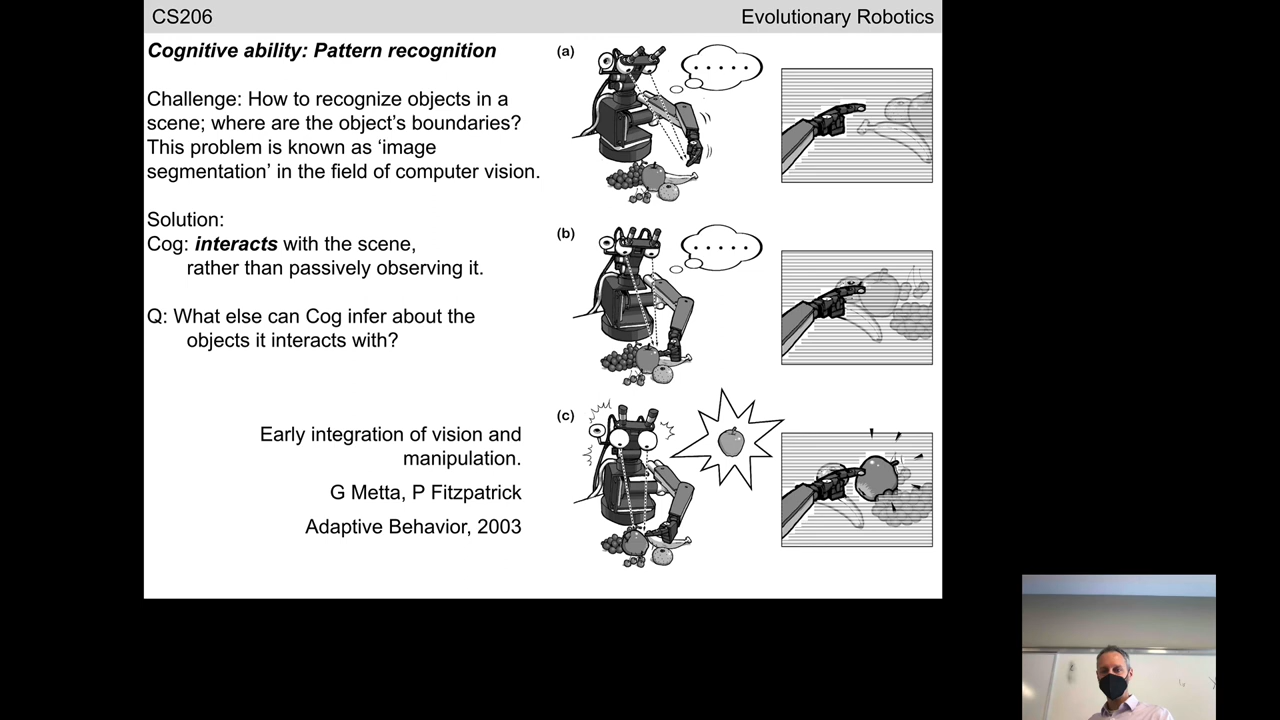 CS206
Evolutionary Robotics
Cognitive ability: Pattern recognition
Challenge: How to recognize objects in a
scene; where are the object's boundaries?
This problem is known as 'image
segmentation' in the field of computer vision.
Solution:
Cog: interacts with the scene,
rather than passively observing it.
Q: What else can Cog infer about the
objects it interacts with?
Early integration of vision and
manipulation.
G Metta, P Fitzpatrick
Adaptive Behavior, 2003
(a)
.....
(b)
.....
(c)